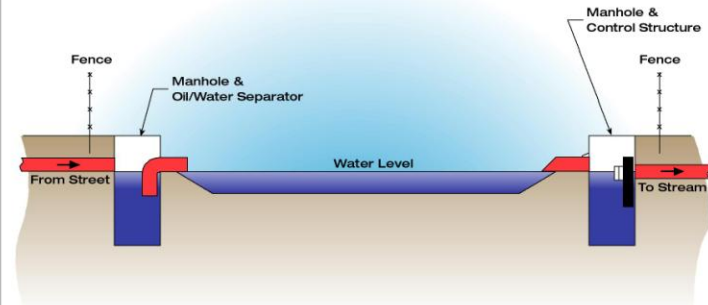 Manhole &
Control Structure
Fence
Fence
Manhole &
Oil/Water Separator
Water Level
From Street
To Stream